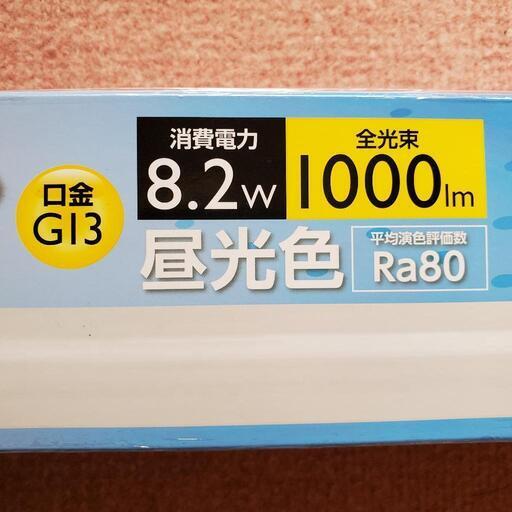 口金
G13
消費電力
8.2W
全光束
1000lm
昼光色
平均演色評価数
Ra80